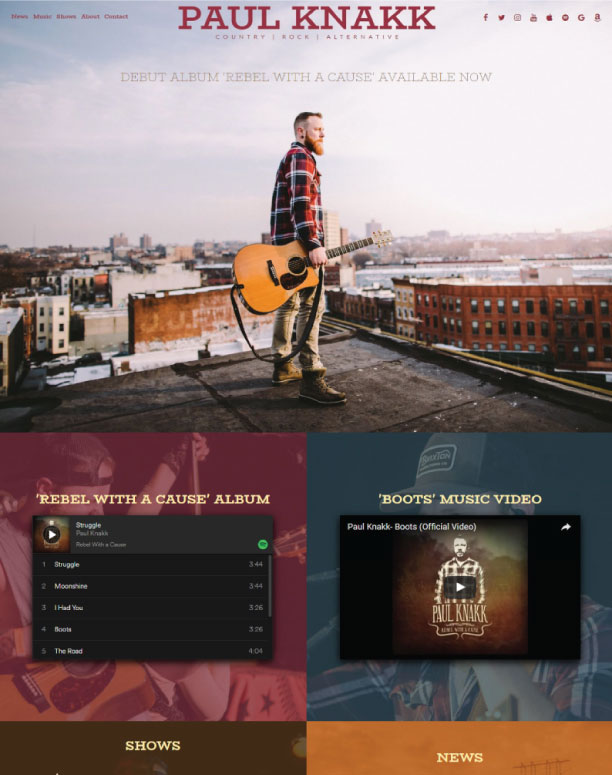 News Music Shows About Contact
PAUL KNAKK
COUNTRY | ROCK | ALTERNATIVE
DEBUT ALBUM 'REBEL WITH A CAUSE' AVAILABLE NOW
'REBEL WITH A CAUSE' ALBUM
Struggle
Paul Knakk
Rebel With a Cause
1 Struggle 3:44
2 Moonshine 3:44
3 I Had You 3:26
4 Boots 3:26
5 The Road 4:04
'BOOTS' MUSIC VIDEO
BRIXTON
Paul Knakk- Boots (Official Video)
PAUL KNAKK
REBEL WITH A CAUSE
SHOWS
NEWS